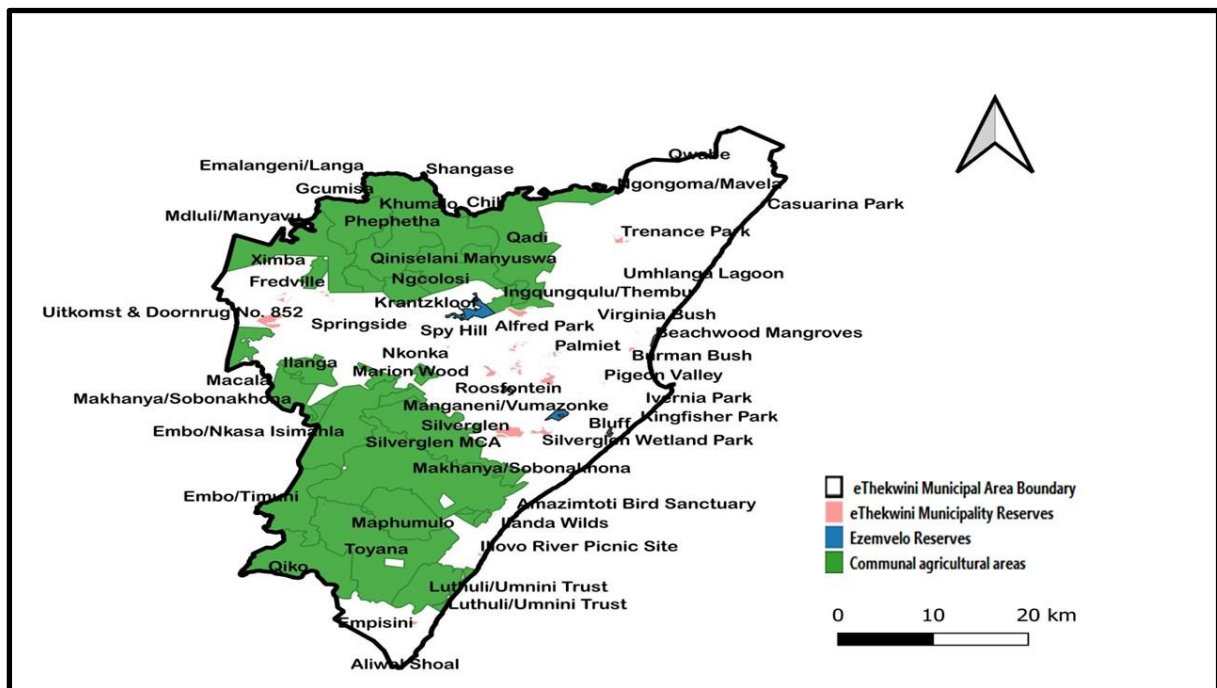 Qwabe
Emalangeni/Langa
Shangase
Gcumisa
Ngongoma/Mavela
Khumalo
Chili
Casuarina Park
Mdluli/Manyavu
Phephetha
Qadi
Trenance Park
Ximba
Qiniselani Manyuswa
Fredville
Ngcolosi
Umhlanga Lagoon
Krantzkloof
Ingqungqulu/Thembu
Uitkomst & Doornrug No. 852
Springside
Spy Hill
Alfred Park
Virginia Bush
Beachwood Mangroves
Nkonka
Palmiet
Burman Bush
Ilanga
Marion Wood
Pigeon Valley
Macala
Roosfontein
Ivernia Park
Makhanya/Sobonakhona
Manganeni/Vumazonke
Kingfisher Park
Embo/Nkasa Isimahla
Silverglen
Bluff
Silverglen MCA
Silverglen Wetland Park
Makhanya/Sobonakhona
Embo/Timuni
Amazimtoti Bird Sanctuary
Maphumulo
Ilanda Wilds
Toyana
Illovo River Picnic Site
Qiko
Luthuli/Umnini Trust
Luthuli/Umnini Trust
Empisini
Aliwal Shoal
eThekwini Municipal Area Boundary
eThekwini Municipality Reserves
Ezemvelo Reserves
Communal agricultural areas
0 10 20 km